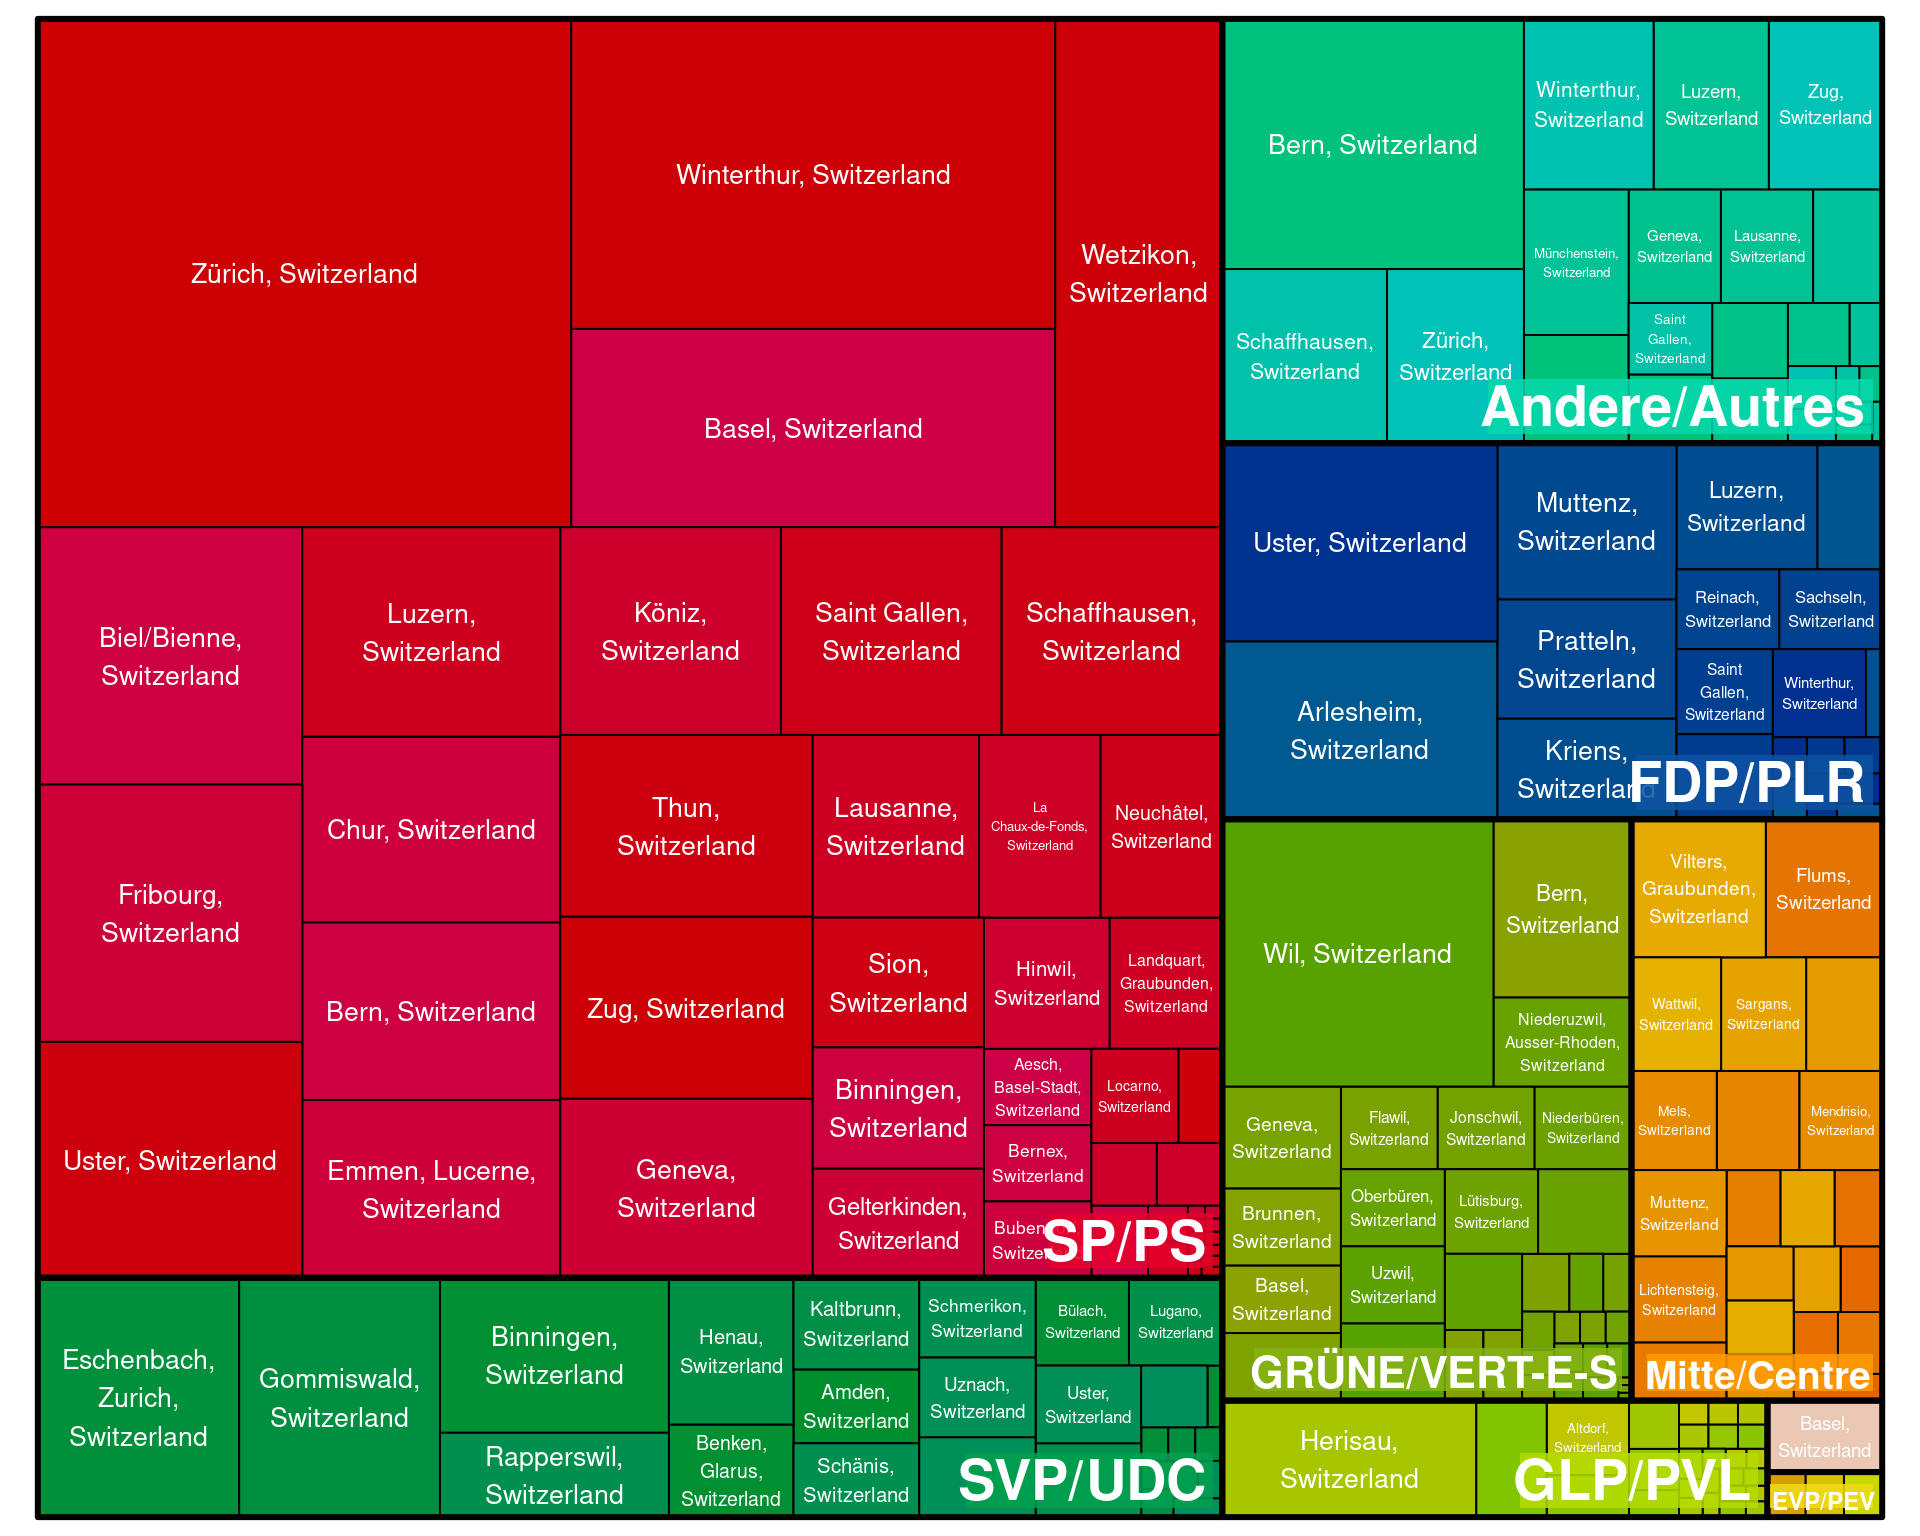 Zürich, Switzerland
Winterthur, Switzerland
Basel, Switzerland
Wetzikon,
Switzerland
Biel/Bienne,
Switzerland
Fribourg,
Switzerland
Uster, Switzerland
Luzern,
Switzerland
Chur, Switzerland
Bern, Switzerland
Emmen, Lucerne,
Switzerland
Köniz,
Switzerland
Saint Gallen,
Switzerland
Schaffhausen,
Switzerland
Thun,
Switzerland
Zug, Switzerland
Geneva,
Switzerland
Lausanne,
Switzerland
La
Chaux-de-Fonds,
Switzerland
Neuchâtel,
Switzerland
Sion,
Switzerland
Binningen,
Switzerland
Gelterkinden,
Switzerland
Hinwil,
Switzerland
Landquart,
Graubunden,
Switzerland
Aesch,
Basel-Stadt,
Switzerland
Bernex,
Switzerland
Locarno,
Switzerland
SP/PS
Eschenbach,
Zurich,
Switzerland
Gommiswald,
Switzerland
Binningen,
Switzerland
Rapperswil,
Switzerland
Henau,
Switzerland
Benken,
Glarus,
Switzerland
Kaltbrunn,
Switzerland
Amden,
Switzerland
Schänis,
Switzerland
Schmerikon,
Switzerland
Uznach,
Switzerland
Bülach,
Switzerland
Lugano,
Switzerland
Uster,
Switzerland
SVP/UDC
Bern, Switzerland
Schaffhausen,
Switzerland
Zürich,
Switzerland
Winterthur,
Switzerland
Luzern,
Switzerland
Zug,
Switzerland
Münchenstein,
Switzerland
Geneva,
Switzerland
Lausanne,
Switzerland
Saint
Gallen,
Switzerland
Andere/Autres
Uster, Switzerland
Arlesheim,
Switzerland
Muttenz,
Switzerland
Pratteln,
Switzerland
Kriens,
Switzerland
Luzern,
Switzerland
Reinach,
Switzerland
Sachseln,
Switzerland
Saint
Gallen,
Switzerland
Winterthur,
Switzerland
FDP/PLR
Wil, Switzerland
Bern,
Switzerland
Niederuzwil,
Ausser-Rhoden,
Switzerland
Geneva,
Switzerland
Brunnen,
Switzerland
Basel,
Switzerland
Flawil,
Switzerland
Jonschwil,
Switzerland
Niederbüren,
Switzerland
Oberbüren,
Switzerland
Lütisburg,
Switzerland
Uzwil,
Switzerland
GRÜNE/VERT-E-S
Vilters,
Graubunden,
Switzerland
Flums,
Switzerland
Wattwil,
Switzerland
Sargans,
Switzerland
Mels,
Switzerland
Mendrisio,
Switzerland
Muttenz,
Switzerland
Lichtensteig,
Switzerland
Mitte/Centre
Herisau,
Switzerland
Altdorf,
Switzerland
GLP/PVL
Basel,
Switzerland
EVP/PEV